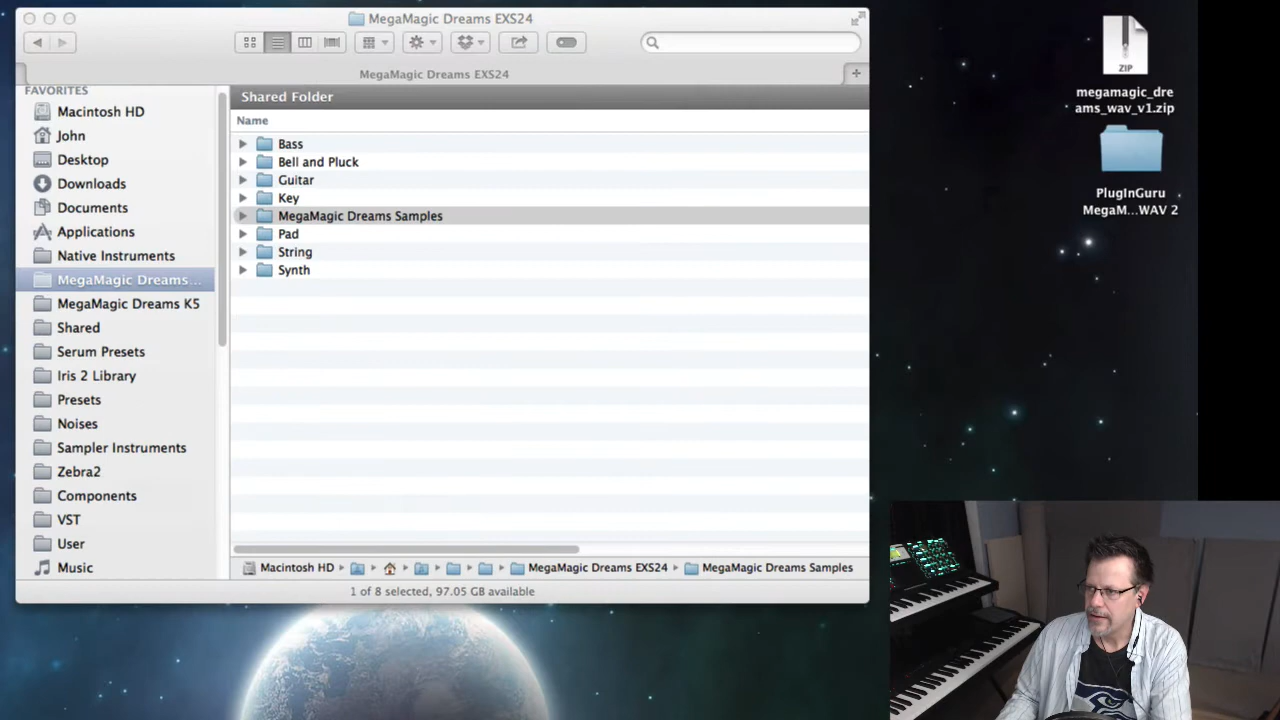 MegaMagic Dreams EXS24
MegaMagic Dreams EXS24
FAVORITES
Macintosh HD
John
Desktop
Downloads
Documents
Applications
Native Instruments
MegaMagic Dreams...
MegaMagic Dreams K5
Shared
Serum Presets
Iris 2 Library
Presets
Noises
Sampler Instruments
Zebra2
Components
VST
User
Music
Shared Folder
Name
Bass
Bell and Pluck
Guitar
Key
MegaMagic Dreams Samples
Pad
String
Synth
Macintosh HD
MegaMagic Dreams EXS24
MegaMagic Dreams Samples
1 of 8 selected, 97.05 GB available
ZIP
megamagic_dre
ams_wav_v1.zip
PlugInGuru
MegaM...WAV 2